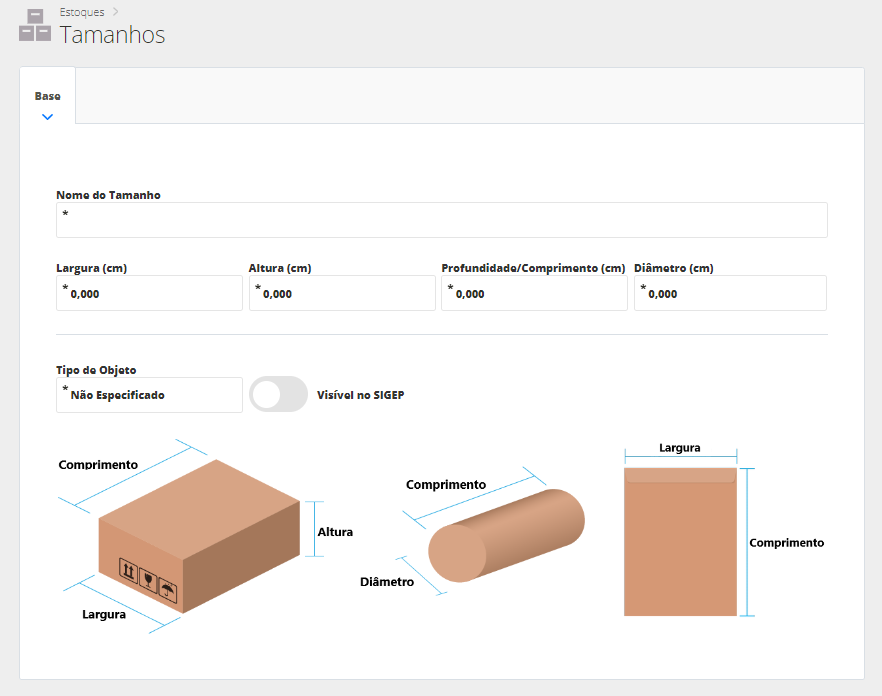 Estoques
Tamanhos
Base
Nome do Tamanho
*
Largura (cm) Altura (cm) Profundidade/Comprimento (cm) Diâmetro (cm)
* 0,000 * 0,000 * 0,000 * 0,000
Tipo de Objeto
* Não Especificado Visível no SIGEP
Comprimento
Altura
Largura
Comprimento
Diâmetro
Largura
Comprimento